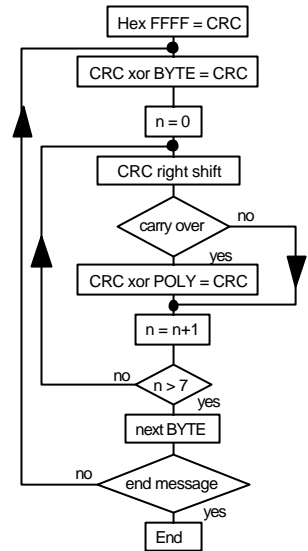 Hex FFFF = CRC
CRC xor BYTE = CRC
n = 0
CRC right shift
carry over
no
yes
CRC xor POLY = CRC
n = n+1
no
n > 7
yes
next BYTE
no
end message
yes
End